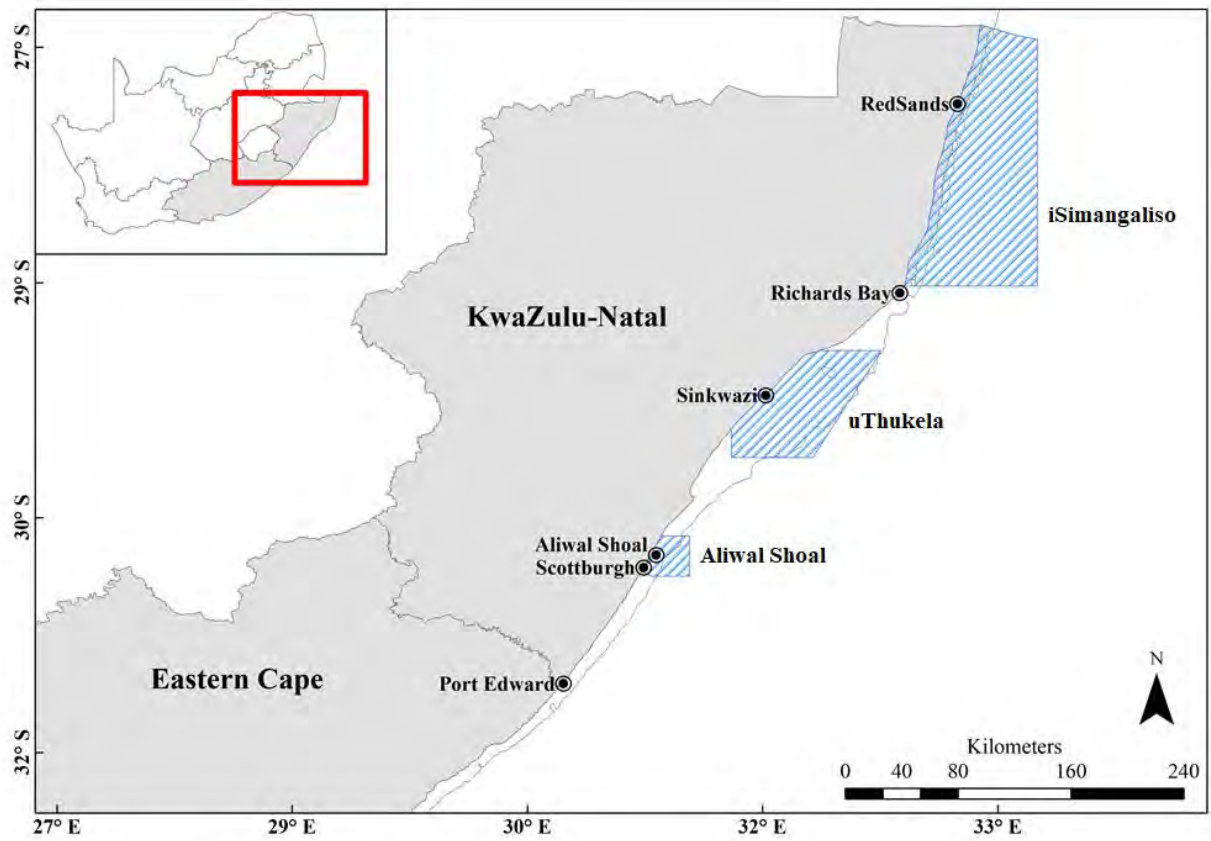 27° S
RedSands
iSimangaliso
29° S
Richards Bay
KwaZulu-Natal
Sinkwazi
uThukela
30° S
Aliwal Shoal
Scottburgh
Aliwal Shoal
Eastern Cape
Port Edward
N
32° S
Kilometers
0 40 80 160 240
27° E 29° E 30° E 32° E 33° E